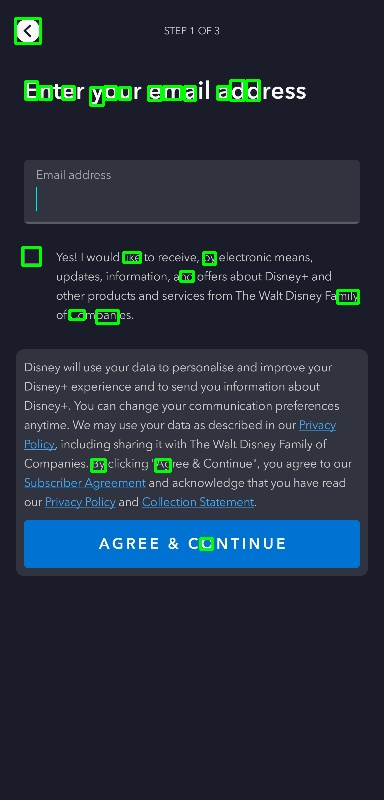 STEP 1 OF 3
Enter your email address
Email address
Yes! I would like to receive, by electronic means,
updates, information, and offers about Disney+ and
other products and services from The Walt Disney Family
of Companies.
Disney will use your data to personalise and improve your
Disney+ experience and to send you information about
Disney+. You can change your communication preferences
anytime. We may use your data as described in our Privacy
Policy, including sharing it with The Walt Disney Family of
Companies. By clicking "Agree & Continue", you agree to our
Subscriber Agreement and acknowledge that you have read
our Privacy Policy and Collection Statement.
AGREE & CONTINUE